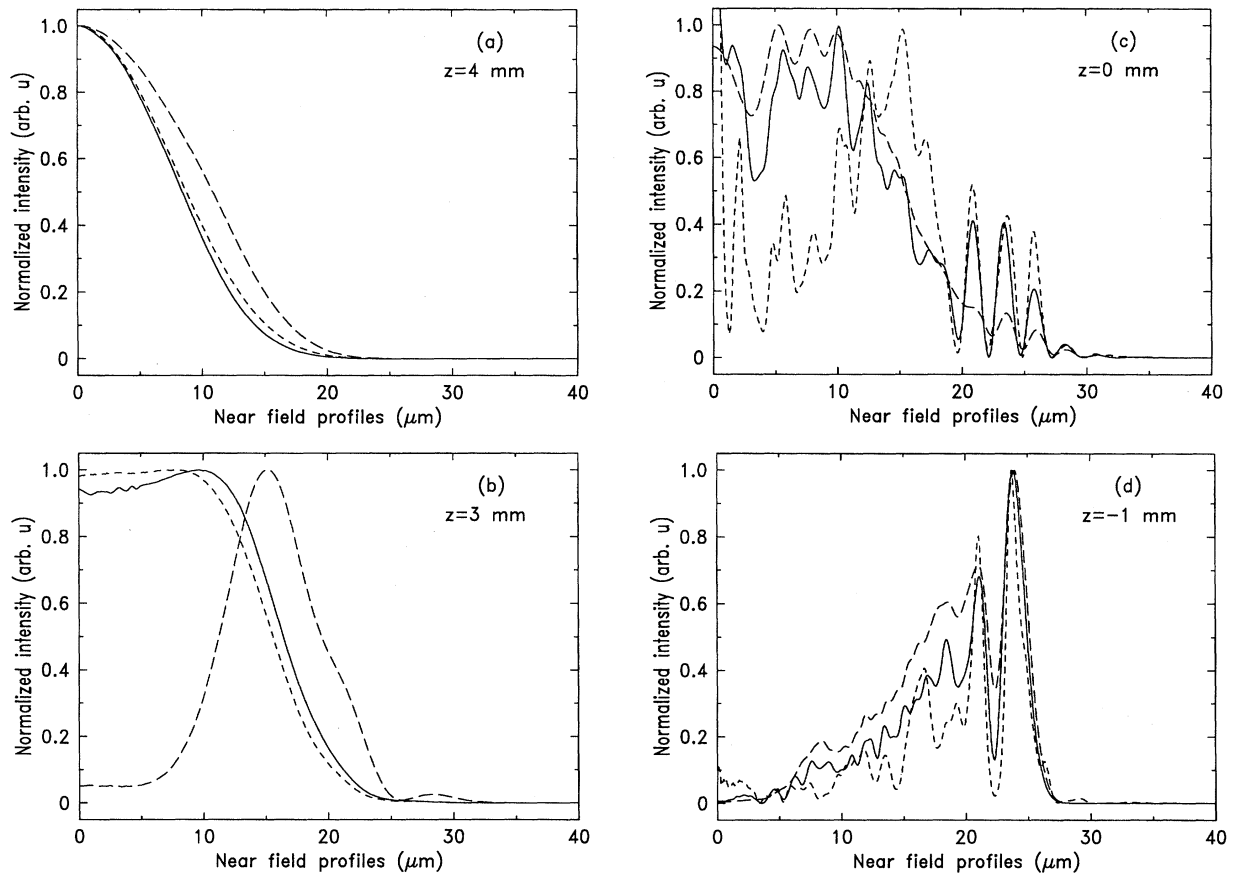 (a)
z=4 mm
Normalized intensity (arb. u)
1.0
0.8
0.6
0.4
0.2
0
0 10 20 30 40
Near field profiles (μm)
(c)
z=0 mm
Normalized intensity (arb. u)
1.0
0.8
0.6
0.4
0.2
0
0 10 20 30 40
Near field profiles (μm)
(b)
z=3 mm
Normalized intensity (arb. u)
1.0
0.8
0.6
0.4
0.2
0
0 10 20 30 40
Near field profiles (μm)
(d)
z=−1 mm
Normalized intensity (arb. u)
1.0
0.8
0.6
0.4
0.2
0
0 10 20 30 40
Near field profiles (μm)